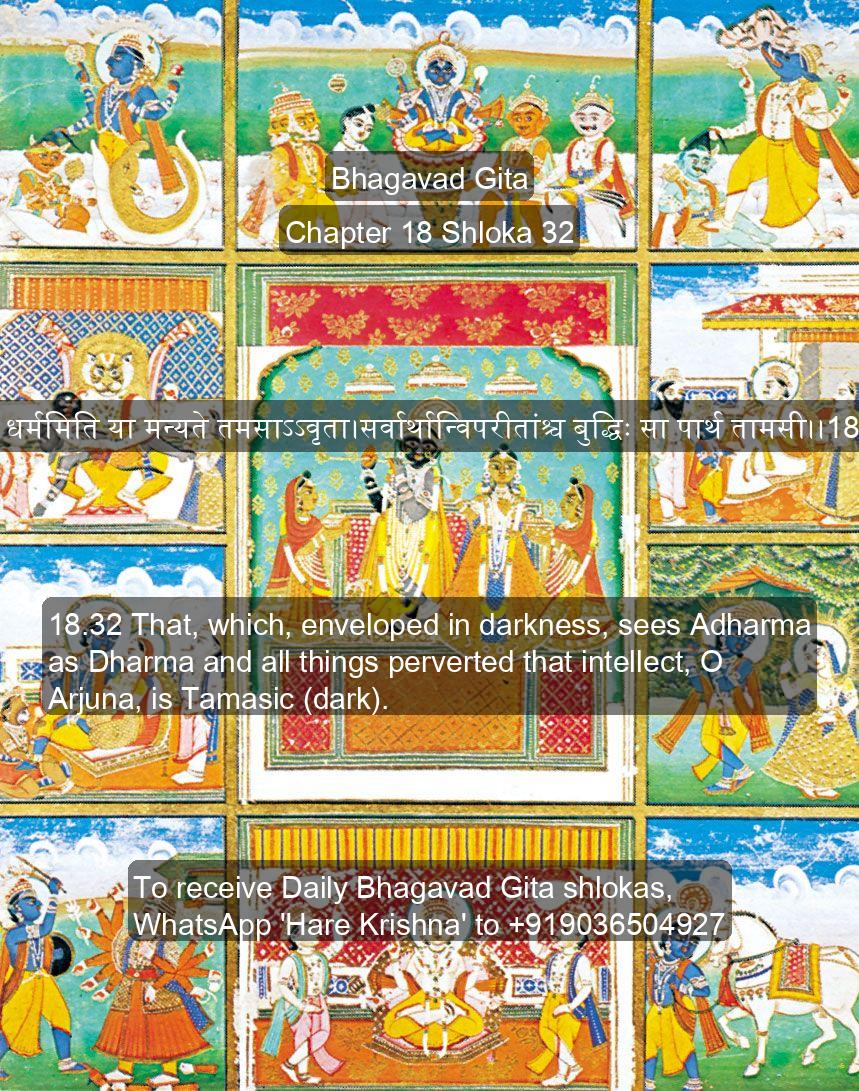 Bhagavad Gita
Chapter 18 Shloka 32
धर्ममिति या मन्यते तमसाऽऽवृता।सर्वार्थान्विपरीतांश्च बुद्धिः सा पार्थ तामसी।।18
18.32 That, which, enveloped in darkness, sees Adharma
as Dharma and all things perverted that intellect, O
Arjuna, is Tamasic (dark).
To receive Daily Bhagavad Gita shlokas,
WhatsApp 'Hare Krishna' to +919036504927